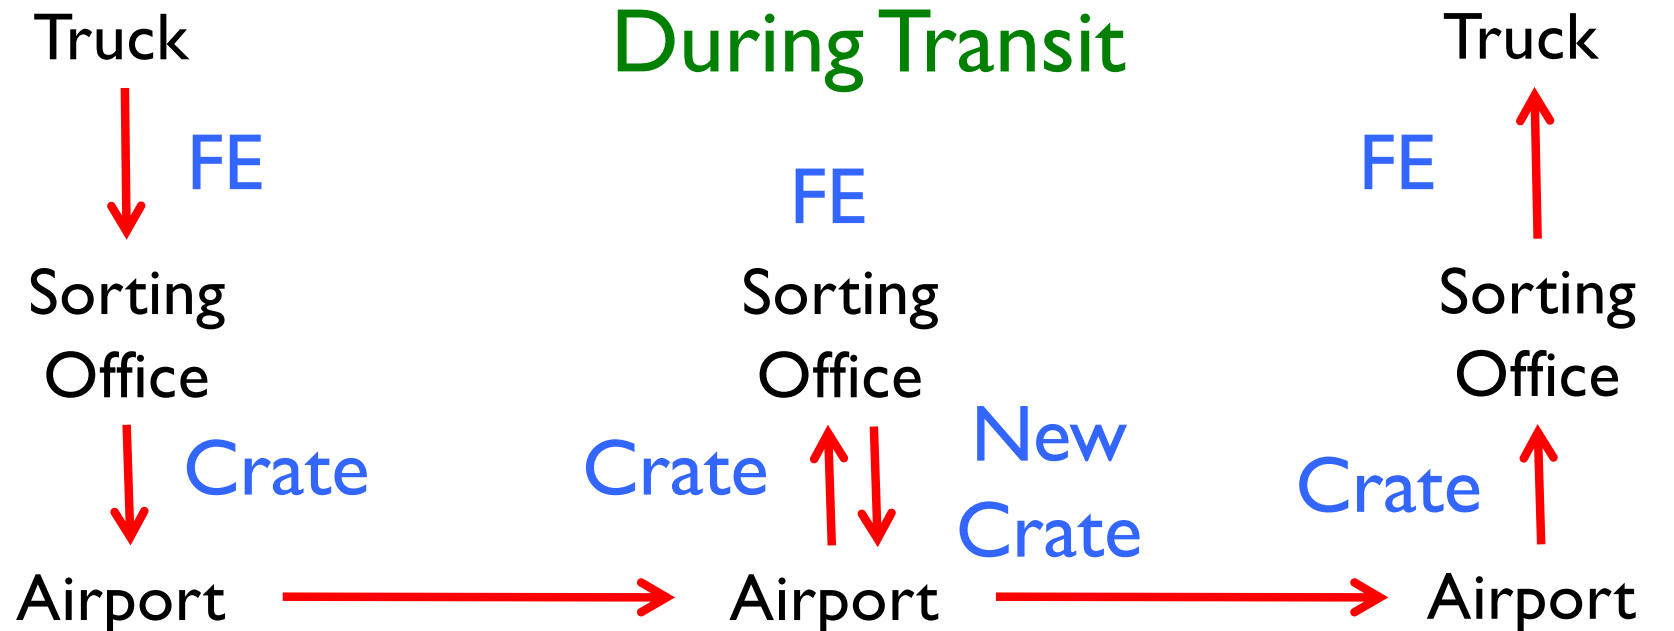 Truck
During Transit
Truck
FE
FE
FE
Sorting
Office
Sorting
Office
Sorting
Office
Crate
Crate
New
Crate
Crate
Airport
Airport
Airport